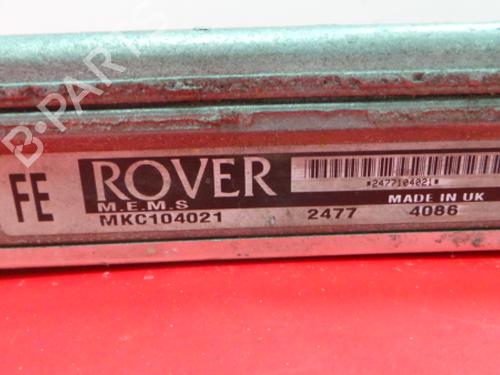 B-PARTS
FE
ROVER
M.E.M.S
MKC104021
*2477104021*
MADE IN UK
2477 4086